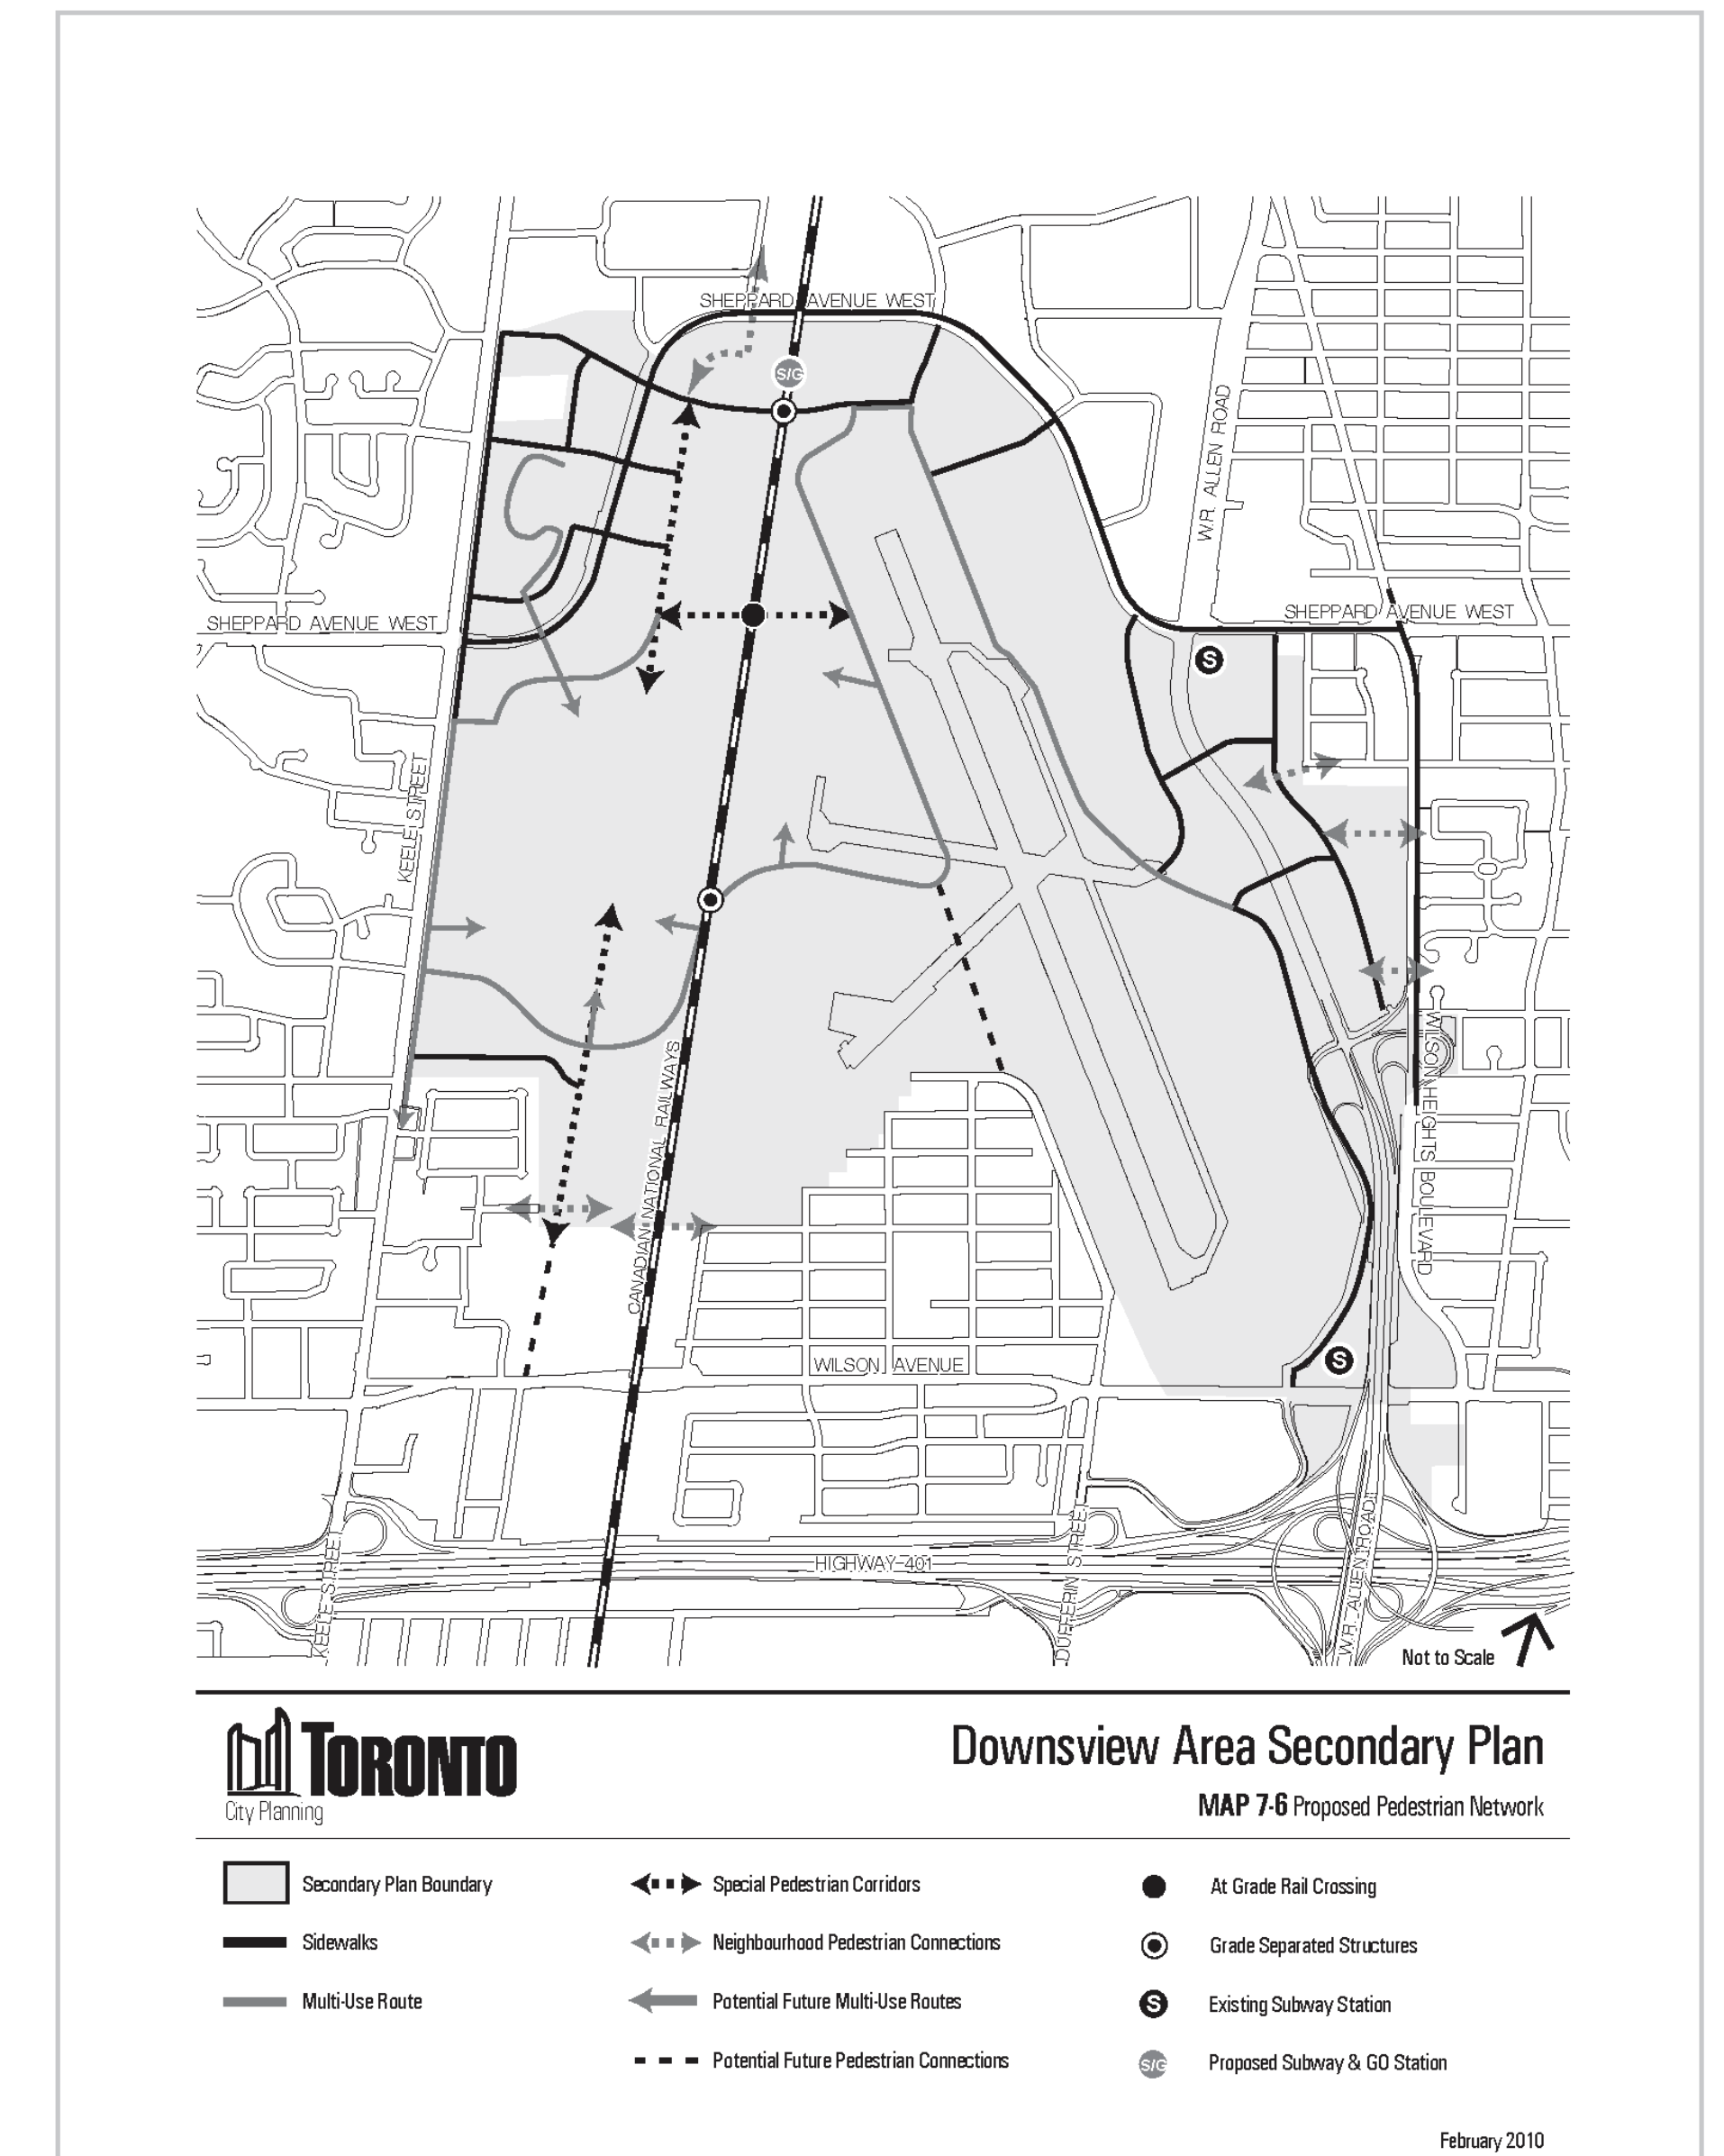 SHEPPARD AVENUE WEST
S/G
W.R. ALLEN ROAD
SHEPPARD AVENUE WEST
SHEPPARD AVENUE WEST
S
KEELE STREET
CANADIAN NATIONAL RAILWAYS
WILSON HEIGHTS BOULEVARD
WILSON AVENUE
S
HIGHWAY 401
KEELE STREET
DUFFERIN STREET
W.R. ALLEN ROAD
Not to Scale
TORONTO
City Planning
Downsview Area Secondary Plan
MAP 7-6 Proposed Pedestrian Network
Secondary Plan Boundary
Special Pedestrian Corridors
At Grade Rail Crossing
Sidewalks
Neighbourhood Pedestrian Connections
Grade Separated Structures
Multi-Use Route
Potential Future Multi-Use Routes
S
Existing Subway Station
Potential Future Pedestrian Connections
S/G
Proposed Subway & GO Station
February 2010